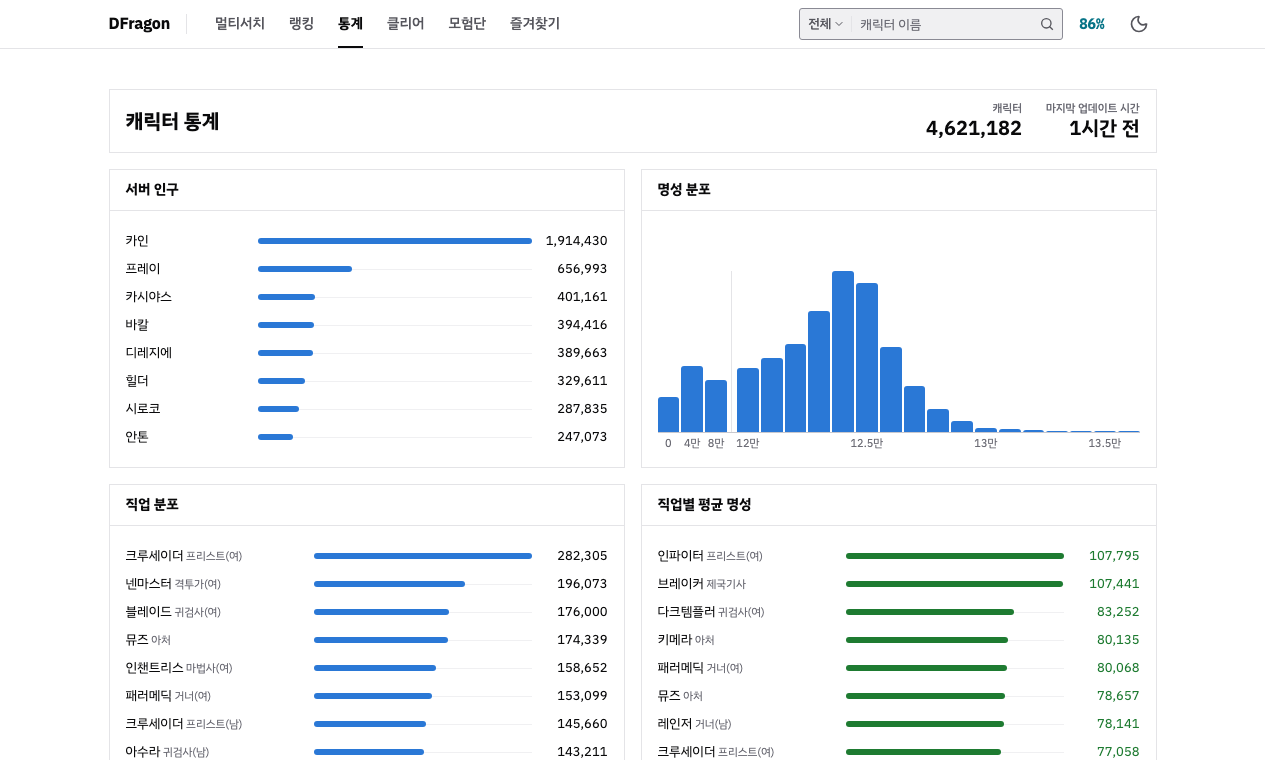 DFragon 멀티서치 랭킹 통계 클리어 모험단 즐겨찾기 전체 캐릭터 이름 86%
캐릭터 통계
캐릭터 4,621,182
마지막 업데이트 시간 1시간 전
서버 인구
카인 1,914,430
프레이 656,993
카시야스 401,161
바칼 394,416
디레지에 389,663
힐더 329,611
시로코 287,835
안톤 247,073
명성 분포
0 4만 8만 12만 12.5만 13만 13.5만
직업 분포
크루세이더 프리스트(여) 282,305
넨마스터 격투가(여) 196,073
블레이드 귀검사(여) 176,000
뮤즈 아처 174,339
인챈트리스 마법사(여) 158,652
패러메딕 거너(여) 153,099
크루세이더 프리스트(남) 145,660
아수라 귀검사(남) 143,211
직업별 평균 명성
인파이터 프리스트(여) 107,795
브레이커 제국기사 107,441
다크템플러 귀검사(여) 83,252
키메라 아처 80,135
패러메딕 거너(여) 80,068
뮤즈 아처 78,657
레인저 거너(남) 78,141
크루세이더 프리스트(여) 77,058